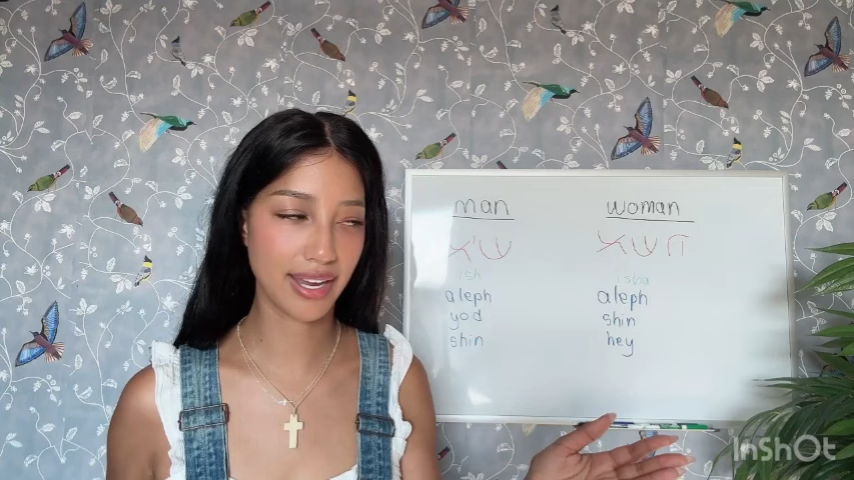 man
איש
ish
aleph
yod
shin
woman
אשה
isha
aleph
shin
hey
InShOt